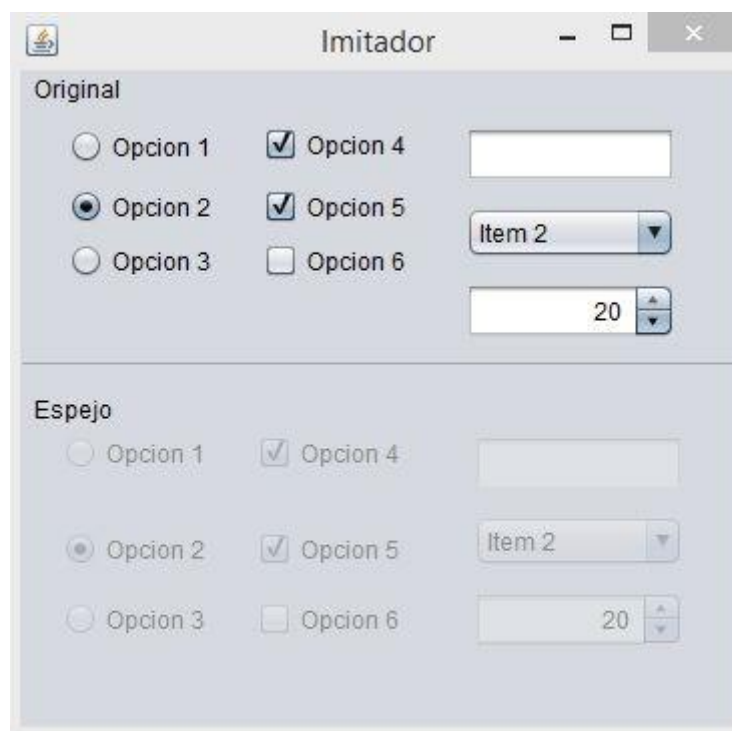 Imitador
Original
Opcion 1
Opcion 4
Opcion 2
Opcion 5
Item 2
Opcion 3
Opcion 6
20
Espejo
Opcion 1
Opcion 4
Opcion 2
Opcion 5
Item 2
Opcion 3
Opcion 6
20